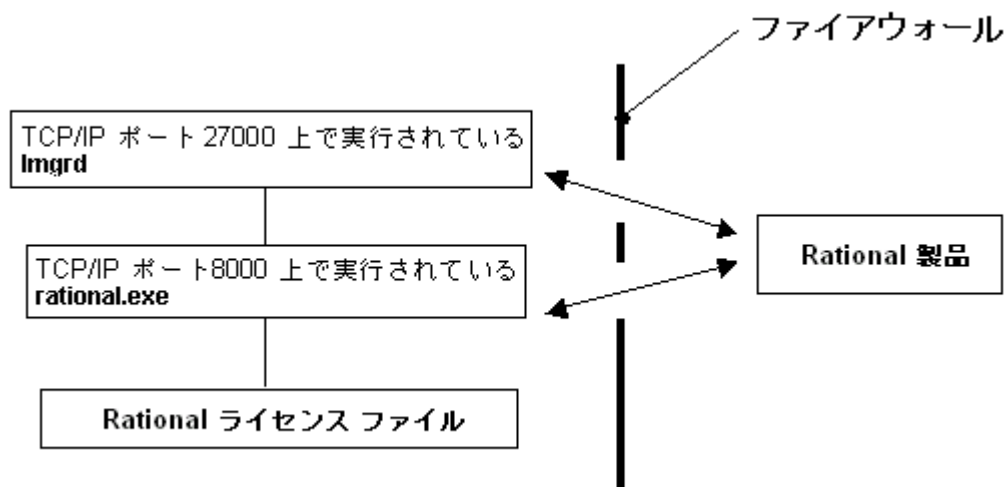 ファイアウォール
TCP/IP ポート 27000 上で実行されている
lmgrd
TCP/IP ポート8000 上で実行されている
rational.exe
Rational 製品
Rational ライセンス ファイル